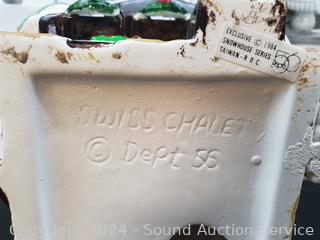 EXCLUSIVE © 1984
SNOWHOUSE SERIES
TAIWAN - R O C
SWISS CHALET
© Dept 56
Copyright 2024 - Sound Auction Service